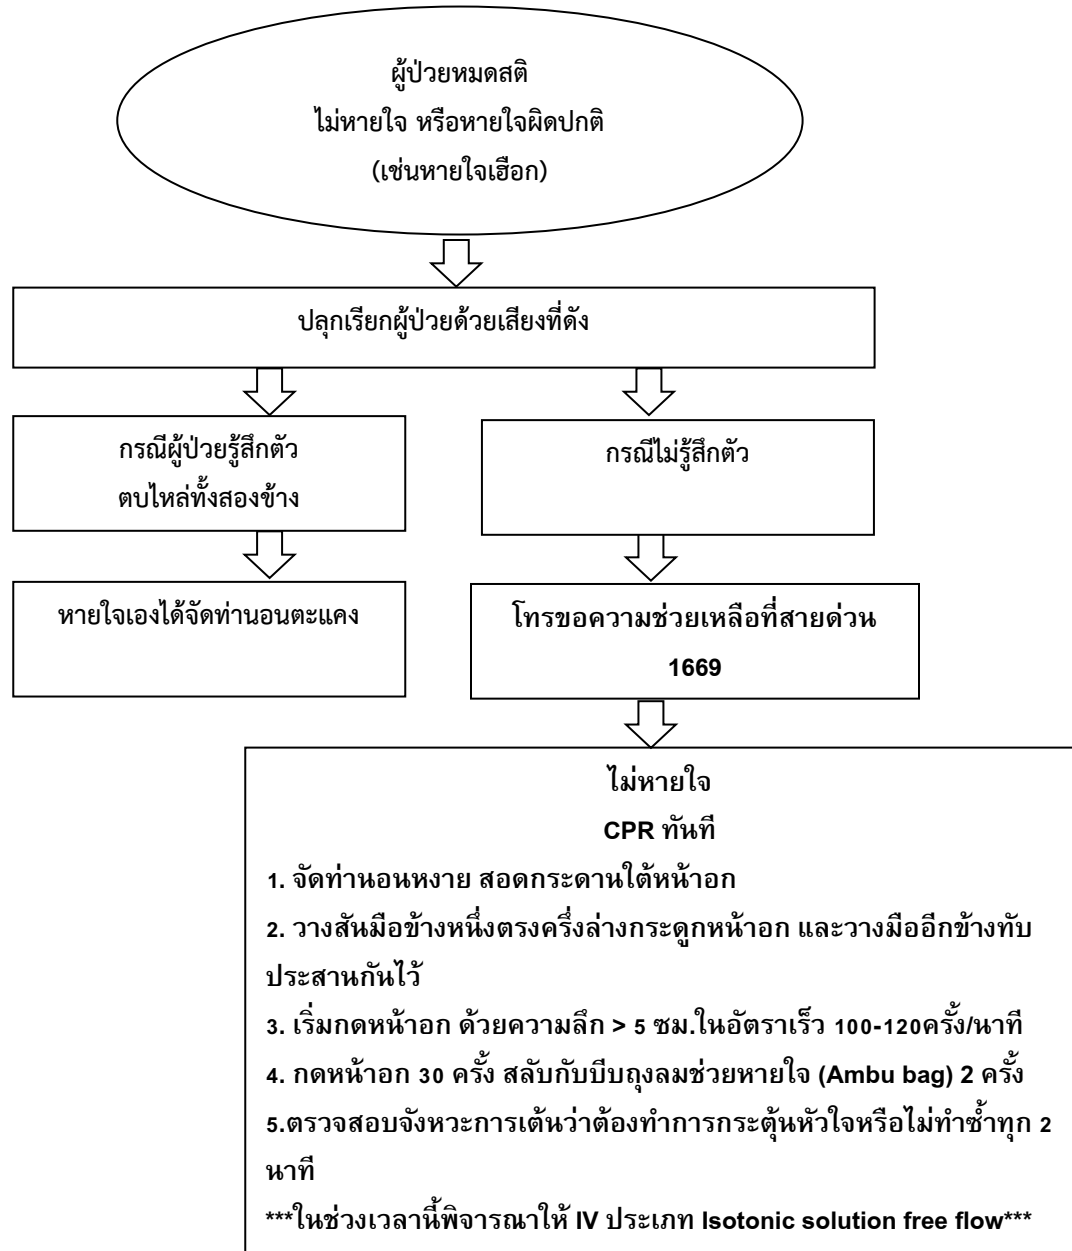 ผู้ป่วยหมดสติ
ไม่หายใจ หรือหายใจผิดปกติ
(เช่นหายใจเฮือก)
ปลุกเรียกผู้ป่วยด้วยเสียงที่ดัง
กรณีผู้ป่วยรู้สึกตัว
ตบไหล่ทั้งสองข้าง
กรณีไม่รู้สึกตัว
หายใจเองได้จัดท่านอนตะแคง
โทรขอความช่วยเหลือที่สายด่วน
1669
ไม่หายใจ
CPR ทันที
1. จัดท่านอนหงาย สอดกระดานใต้หน้าอก
2. วางสันมือข้างหนึ่งตรงครึ่งล่างกระดูกหน้าอก และวางมืออีกข้างทับ
ประสานกันไว้
3. เริ่มกดหน้าอก ด้วยความลึก > 5 ซม.ในอัตราเร็ว 100-120ครั้ง/นาที
4. กดหน้าอก 30 ครั้ง สลับกับบีบถุงลมช่วยหายใจ (Ambu bag) 2 ครั้ง
5.ตรวจสอบจังหวะการเต้นว่าต้องทำการกระตุ้นหัวใจหรือไม่ทำซ้ำทุก 2
นาที
***ในช่วงเวลานี้พิจารณาให้ IV ประเภท Isotonic solution free flow***